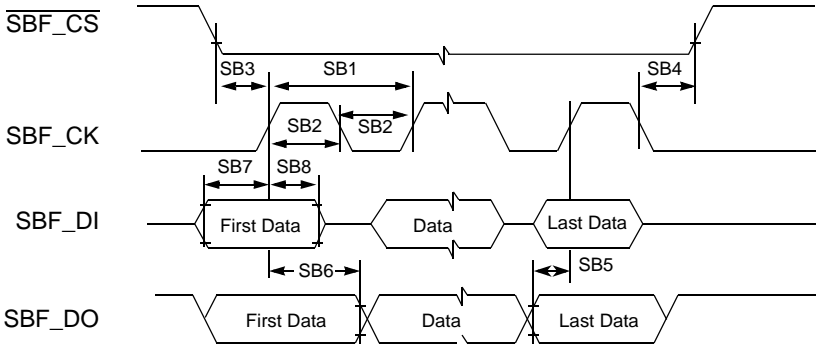 SBF_CS
SB3
SB1
SB4
SBF_CK
SB2
SB2
SB7
SB8
SBF_DI
First Data
Data
Last Data
SB6
SB5
SBF_DO
First Data
Data
Last Data